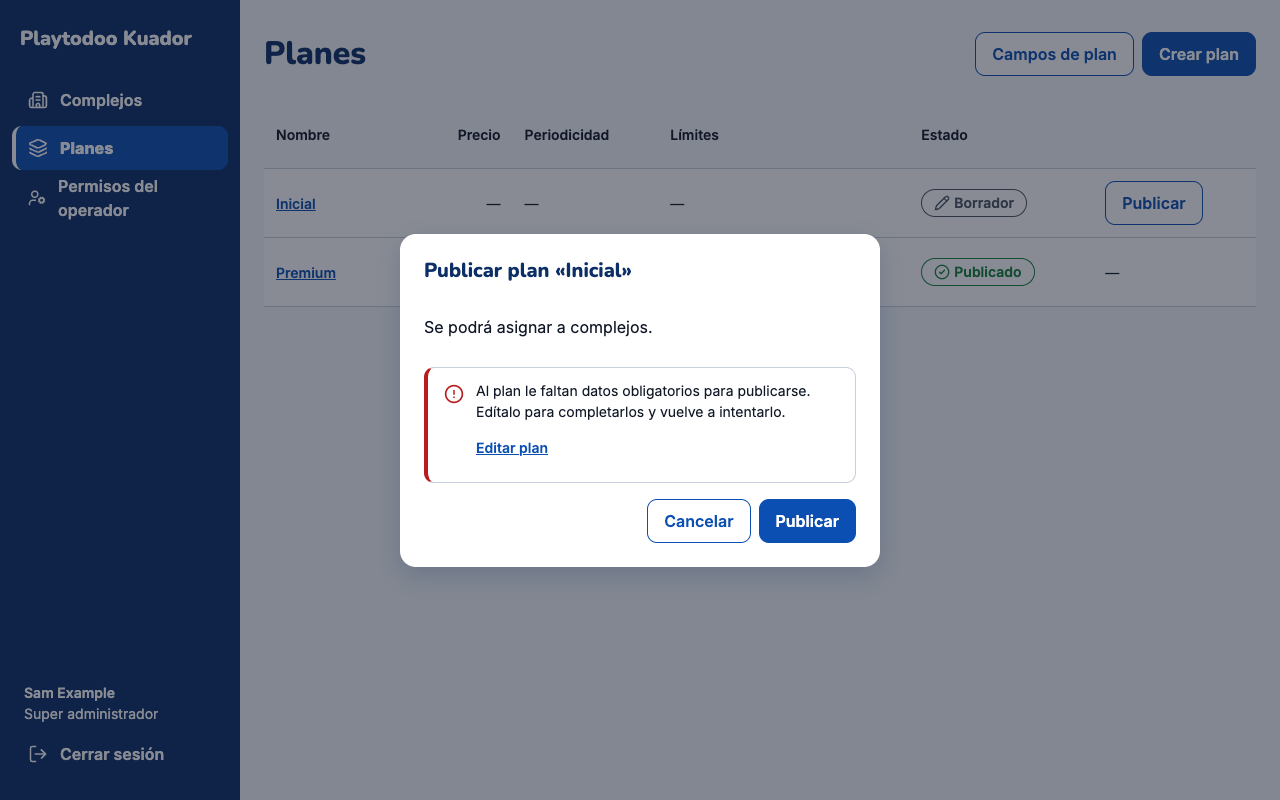 Playtodoo Kuador
Complejos
Planes
Permisos del
operador
Sam Example
Super administrador
Cerrar sesión
Planes
Campos de plan
Crear plan
Nombre Precio Periodicidad Límites Estado
Inicial — — — Borrador Publicar
Premium Publicado —
Publicar plan «Inicial»
Se podrá asignar a complejos.
Al plan le faltan datos obligatorios para publicarse.
Edítalo para completarlos y vuelve a intentarlo.
Editar plan
Cancelar
Publicar